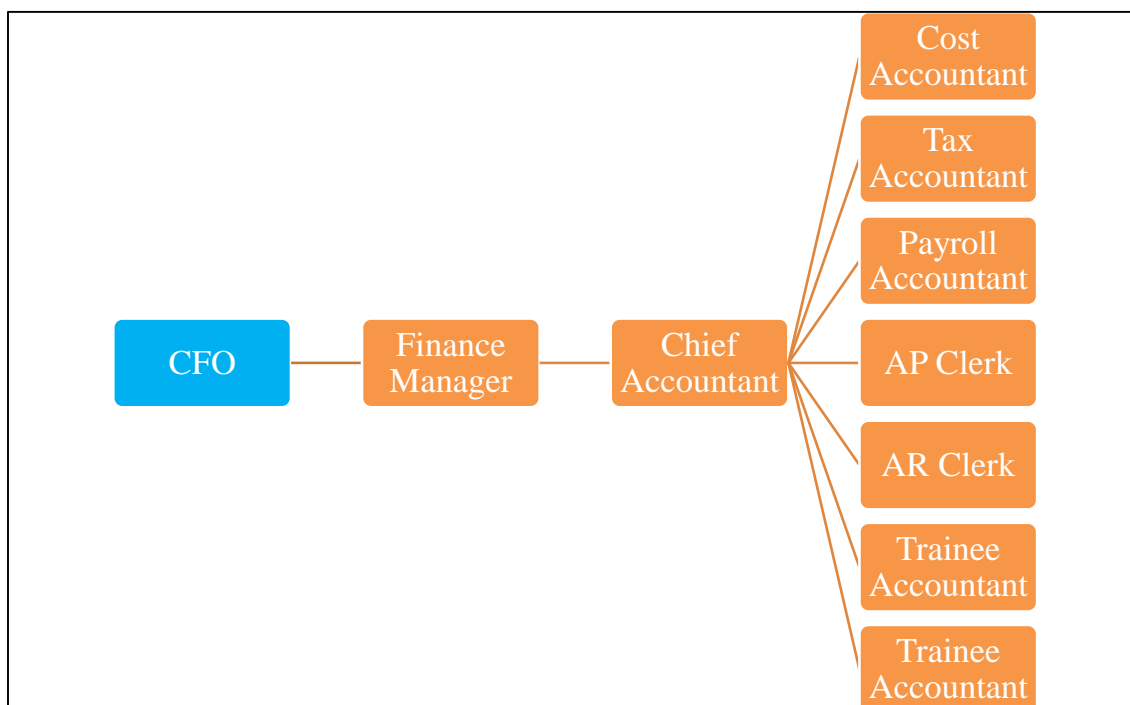 CFO
Finance
Manager
Chief
Accountant
Cost
Accountant
Tax
Accountant
Payroll
Accountant
AP Clerk
AR Clerk
Trainee
Accountant
Trainee
Accountant